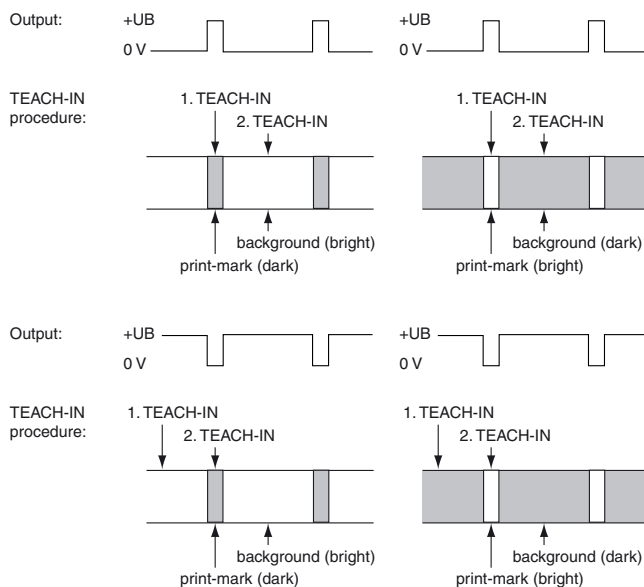 Output: +UB +UB
0 V 0 V
TEACH-IN 1. TEACH-IN 1. TEACH-IN
procedure: 2. TEACH-IN 2. TEACH-IN
background (bright) background (dark)
print-mark (dark) print-mark (bright)
Output: +UB +UB
0 V 0 V
TEACH-IN 1. TEACH-IN 1. TEACH-IN
procedure: 2. TEACH-IN 2. TEACH-IN
background (bright) background (dark)
print-mark (dark) print-mark (bright)